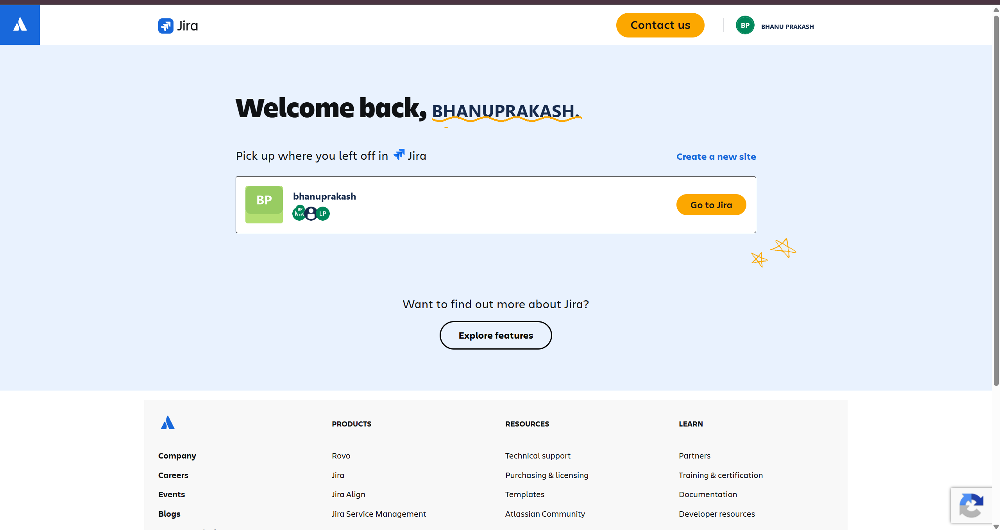 Jira
Contact us
BP
BHANU PRAKASH
Welcome back, BHANUPRAKASH.
Pick up where you left off in Jira
Create a new site
BP
bhanuprakash
BP
LP
Go to Jira
Want to find out more about Jira?
Explore features
PRODUCTS
RESOURCES
LEARN
Company
Rovo
Technical support
Partners
Careers
Jira
Purchasing & licensing
Training & certification
Events
Jira Align
Templates
Documentation
Blogs
Jira Service Management
Atlassian Community
Developer resources